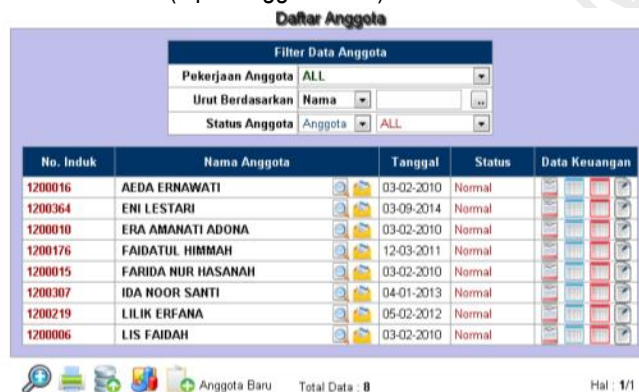 Daftar Anggota
Filter Data Anggota
Pekerjaan Anggota ALL
Urut Berdasarkan Nama ..
Status Anggota Anggota ALL
No. Induk Nama Anggota Tanggal Status Data Keuangan
1200016 AEDA ERNAWATI 03-02-2010 Normal
1200364 ENI LESTARI 03-09-2014 Normal
1200010 ERA AMANATI ADONA 03-02-2010 Normal
1200176 FAIDATUL HIMMAH 12-03-2011 Normal
1200015 FARIDA NUR HASANAH 03-02-2010 Normal
1200307 IDA NOOR SANTI 04-01-2013 Normal
1200219 LILIK ERFANA 05-02-2012 Normal
1200006 LIS FAIDAH 03-02-2010 Normal
Anggota Baru Total Data : 8 Hal : 1/1